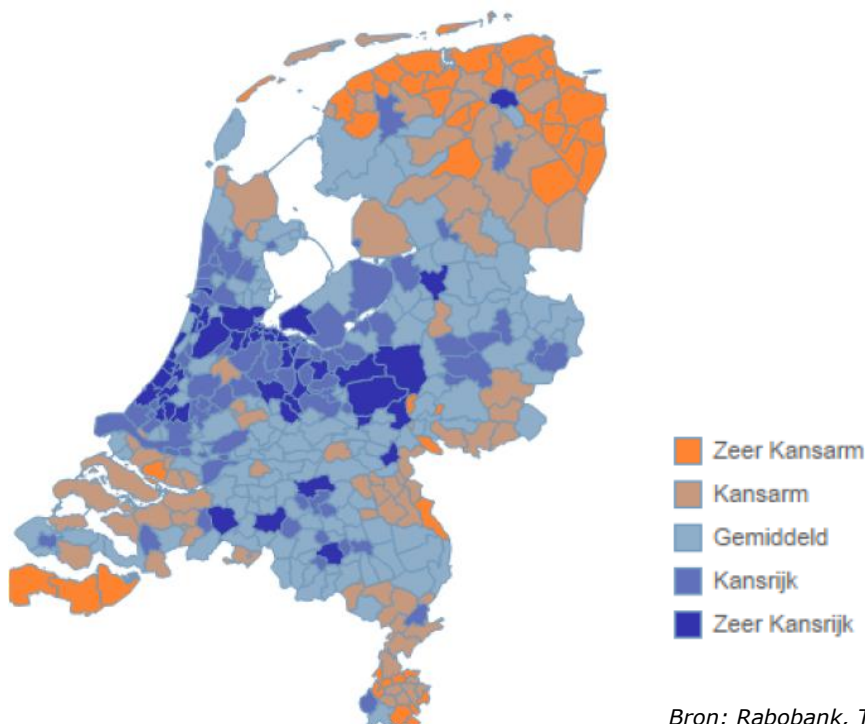 Zeer Kansarm
Kansarm
Gemiddeld
Kansrijk
Zeer Kansrijk
Bron: Rabobank,